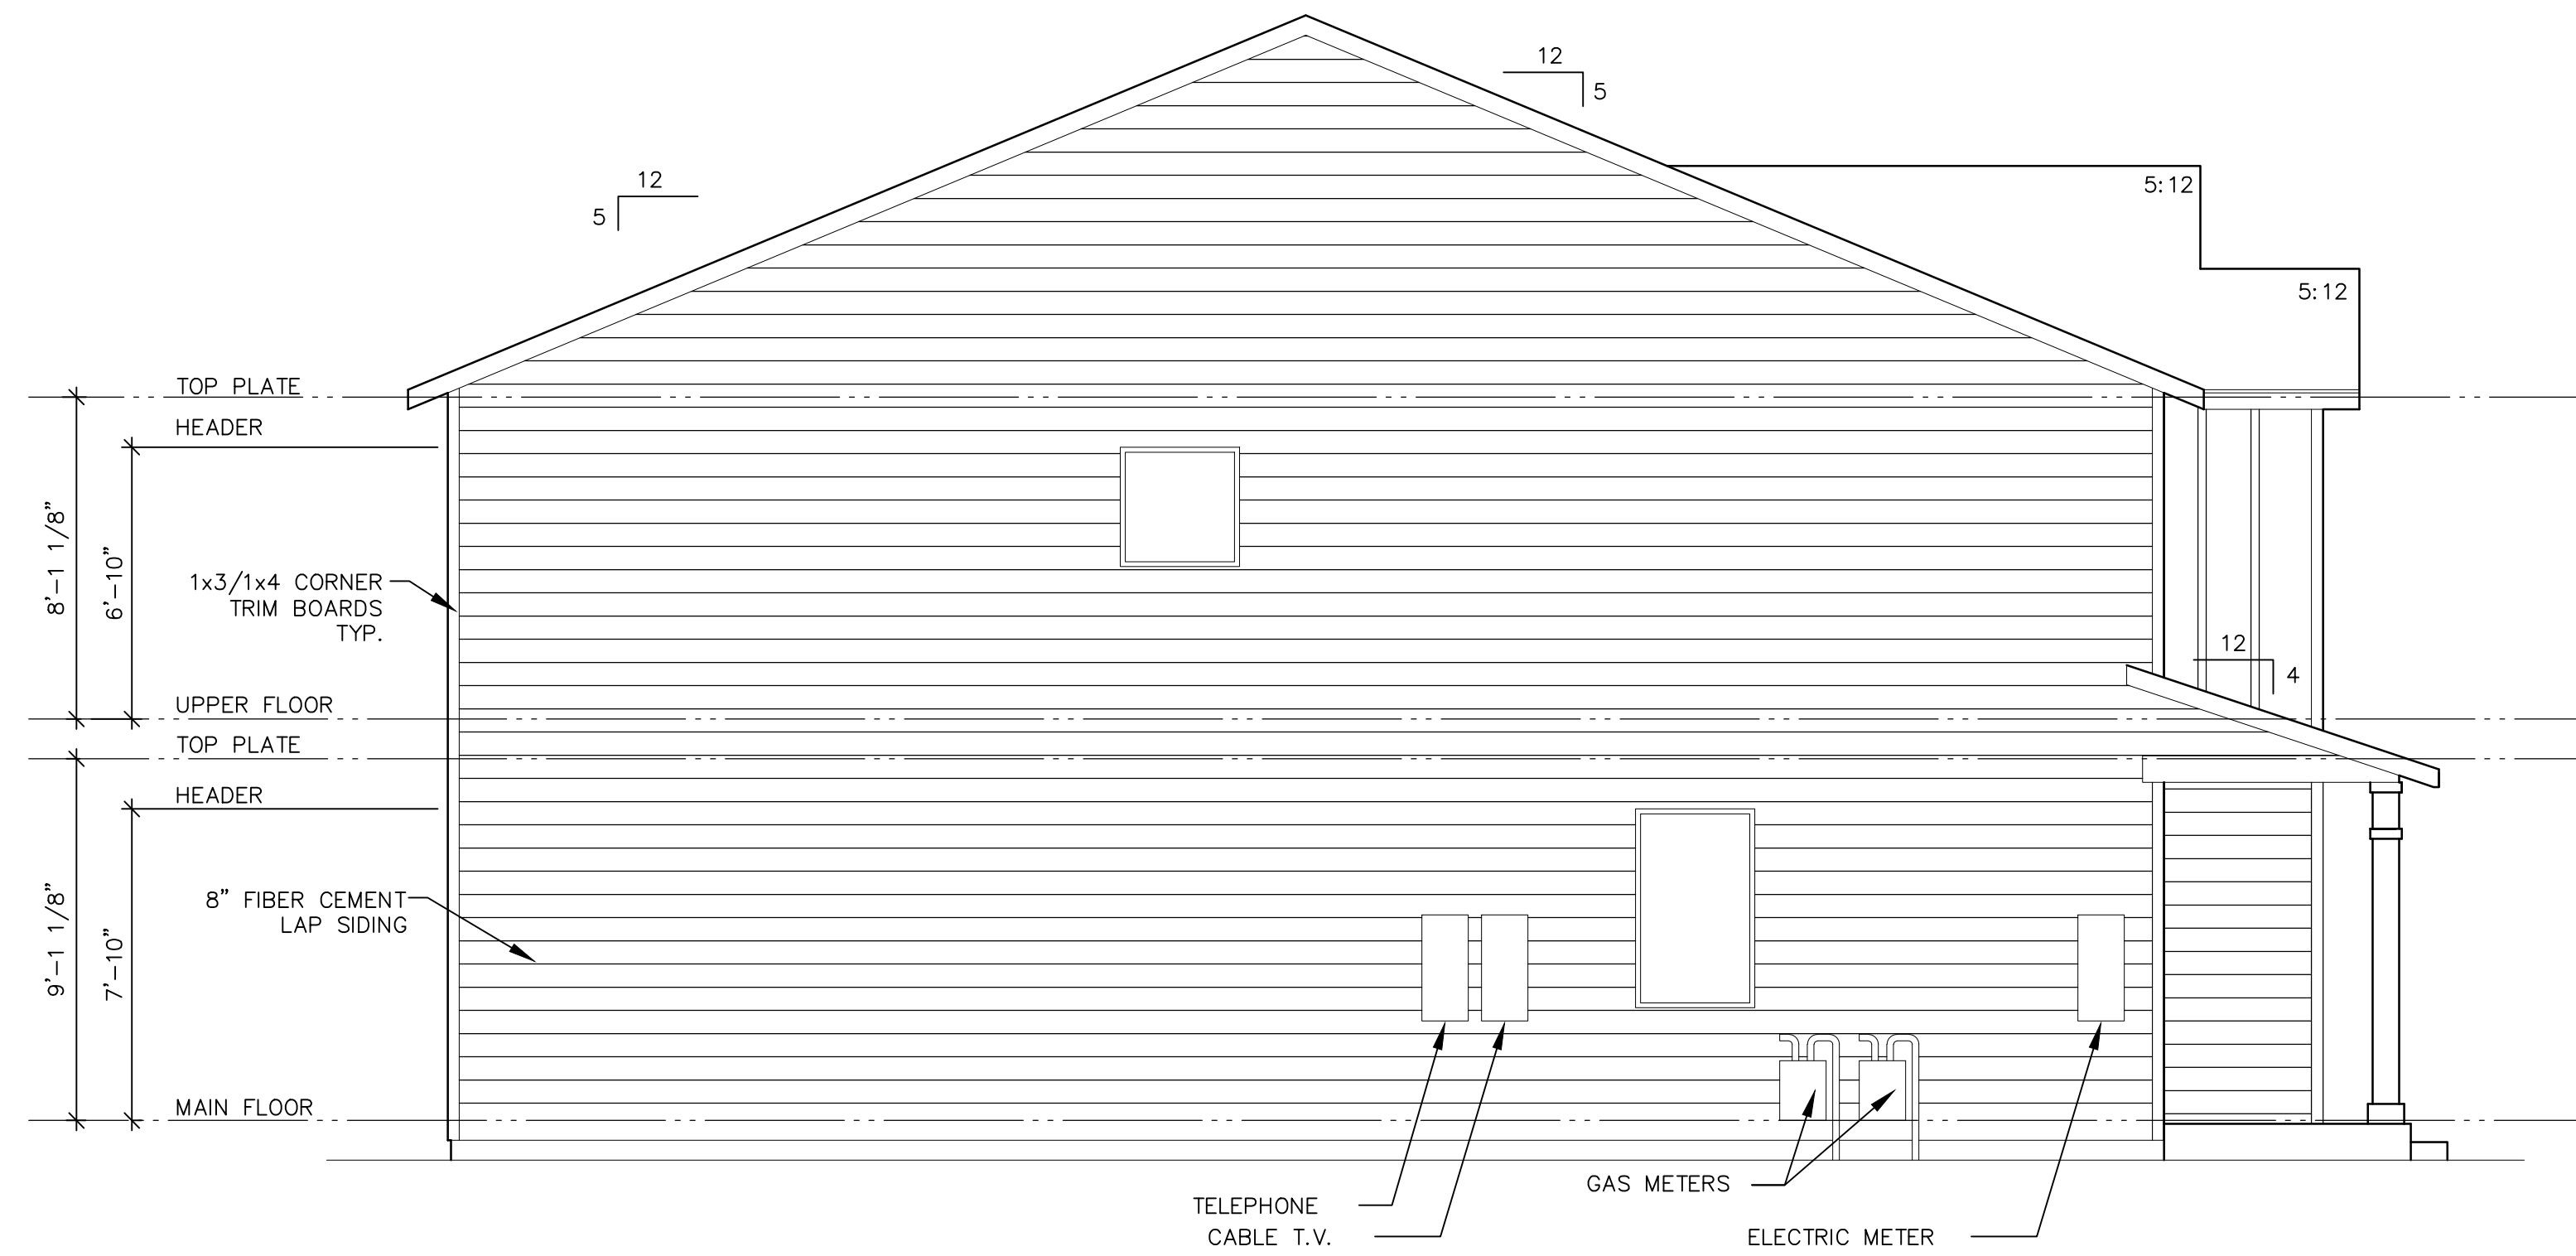 12
5
12
5
5:12
5:12
TOP PLATE
HEADER
8'-1 1/8"
6'-10"
1x3/1x4 CORNER
TRIM BOARDS
TYP.
12
4
UPPER FLOOR
TOP PLATE
HEADER
9'-1 1/8"
7'-10"
8" FIBER CEMENT
LAP SIDING
MAIN FLOOR
GAS METERS
TELEPHONE
CABLE T.V.
ELECTRIC METER